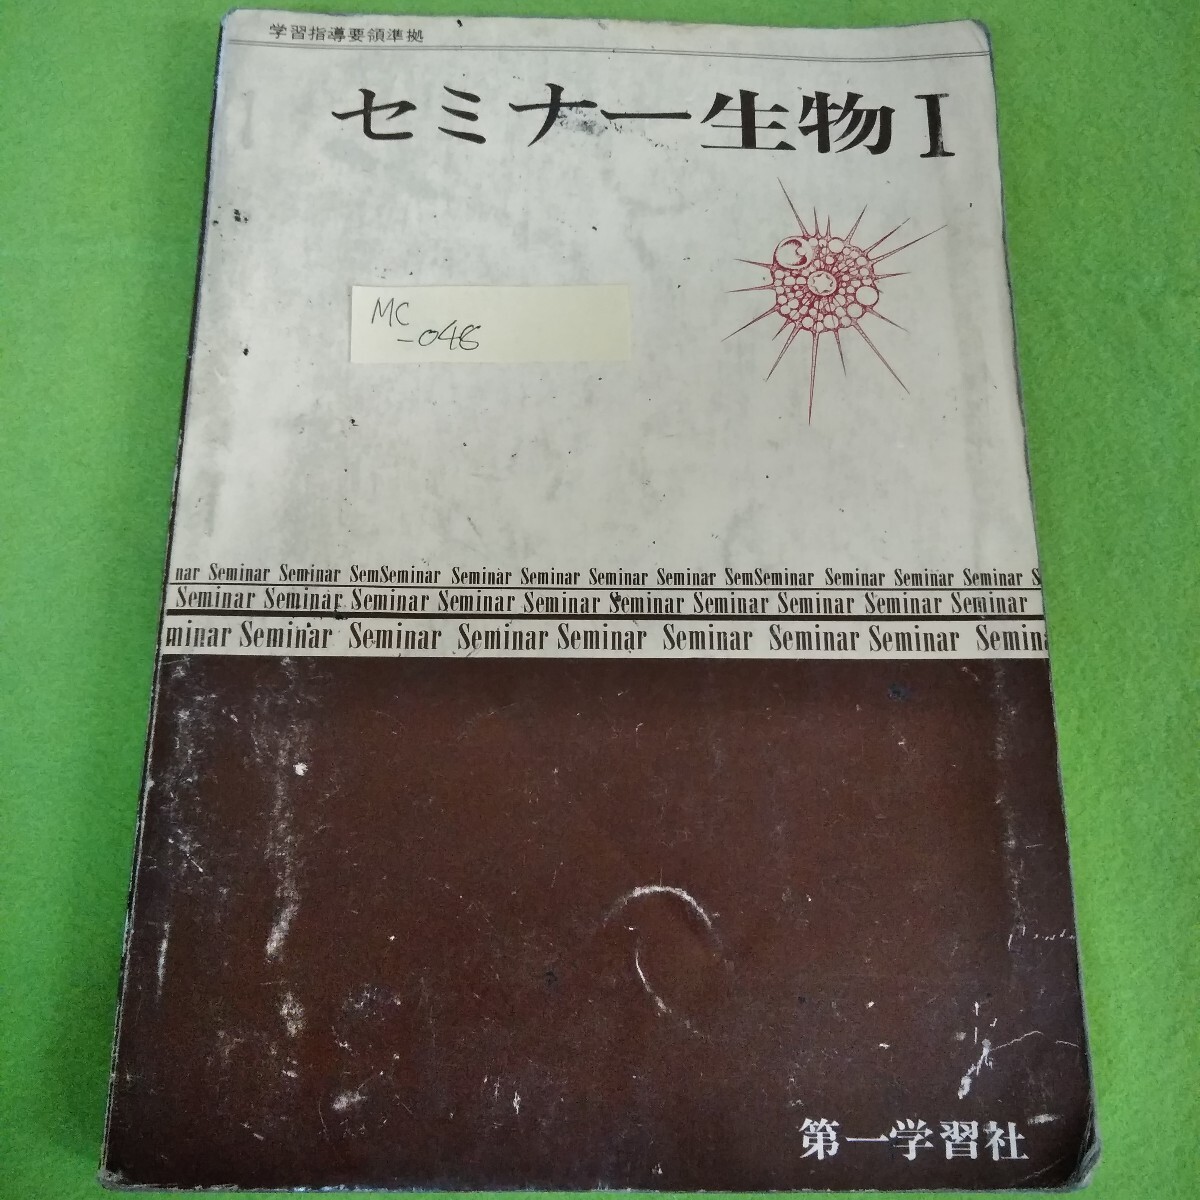 学習指導要領準拠
セミナー生物Ⅰ
MC
-048
nar Seminar Seminar SemSeminar Seminar Seminar Seminar Seminar SemSeminar Seminar Seminar Seminar S
Seminar Seminar Seminar Seminar Seminar Seminar Seminar Seminar Seminar Seminar
minar Seminar Seminar Seminar Seminar Seminar Seminar Seminar Semina
第一学習社